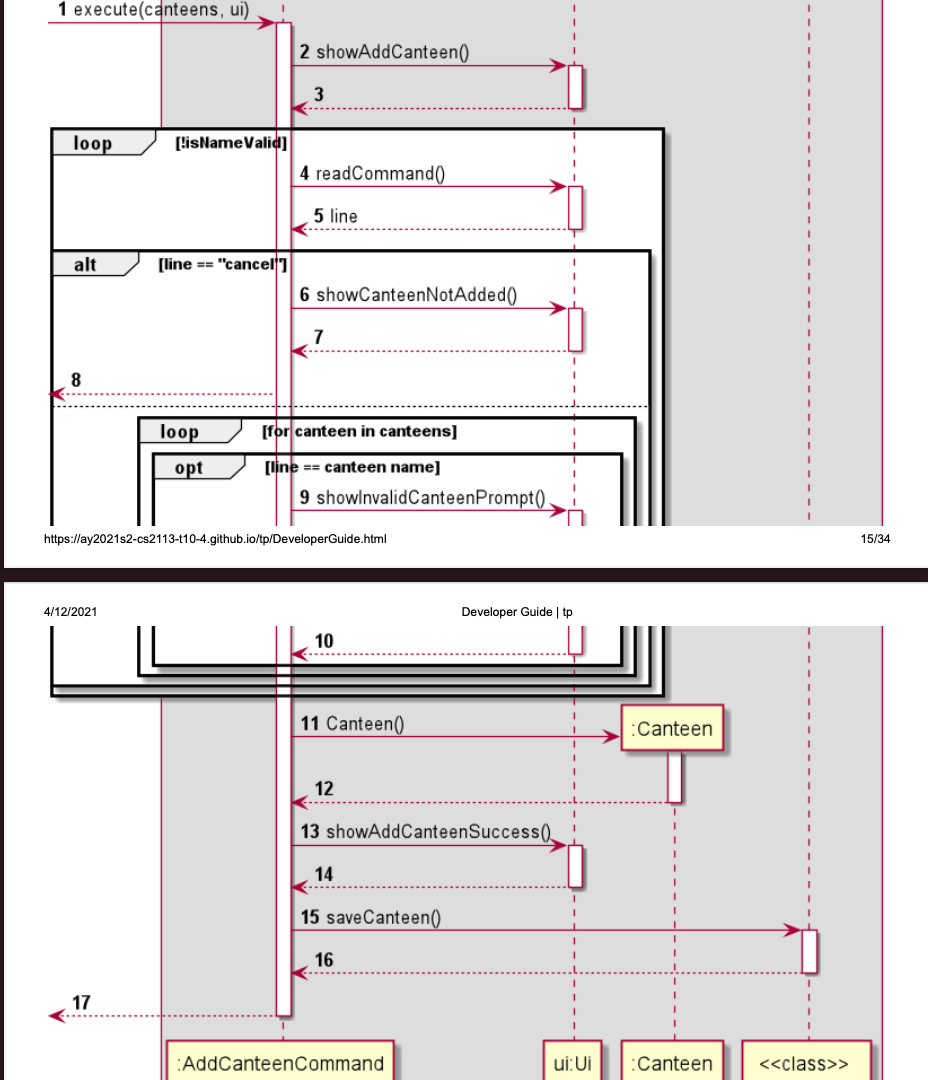 1 execute(canteens, ui)
2 showAddCanteen()
3
loop [!isNameValid]
4 readCommand()
5 line
alt [line == "cancel"]
6 showCanteenNotAdded()
7
8
loop [for canteen in canteens]
opt [line == canteen name]
9 showInvalidCanteenPrompt()
https://ay2021s2-cs2113-t10-4.github.io/tp/DeveloperGuide.html 15/34
4/12/2021 Developer Guide | tp
10
11 Canteen() :Canteen
12
13 showAddCanteenSuccess()
14
15 saveCanteen()
16
17
:AddCanteenCommand ui:Ui :Canteen <<class>>